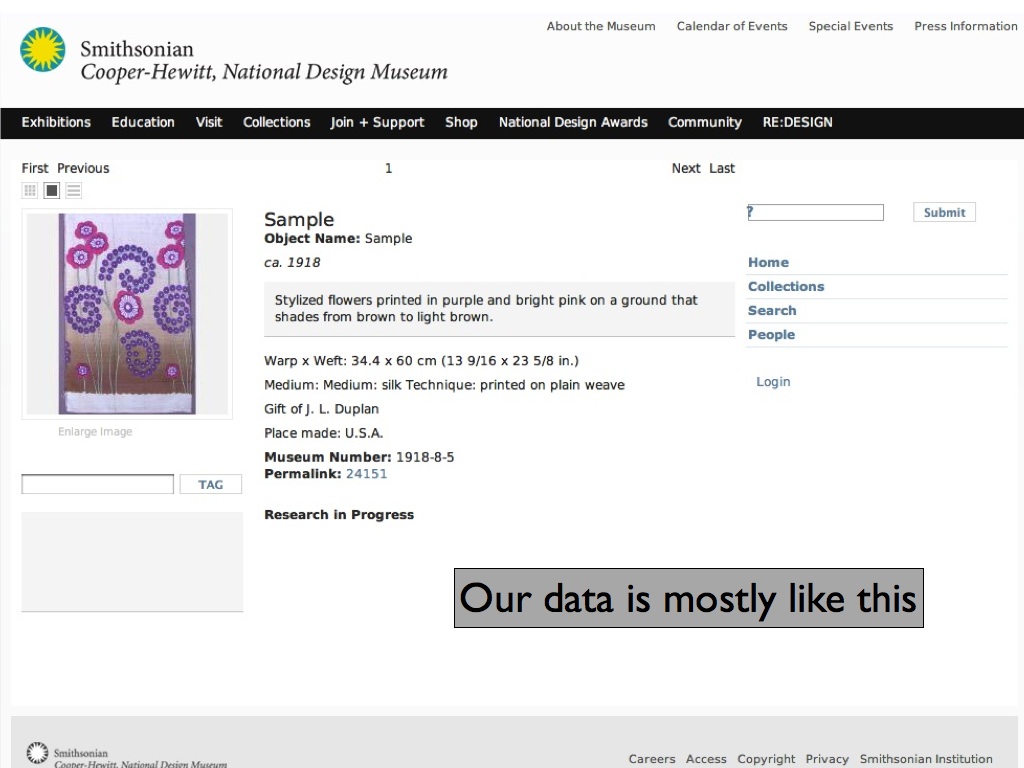 About the Museum Calendar of Events Special Events Press Information
Smithsonian
Cooper-Hewitt, National Design Museum
Exhibitions Education Visit Collections Join + Support Shop National Design Awards Community RE:DESIGN
First Previous 1 Next Last
Sample
Object Name: Sample
ca. 1918
Stylized flowers printed in purple and bright pink on a ground that
shades from brown to light brown.
Warp x Weft: 34.4 x 60 cm (13 9/16 x 23 5/8 in.)
Medium: Medium: silk Technique: printed on plain weave
Gift of J. L. Duplan
Place made: U.S.A.
Museum Number: 1918-8-5
Permalink: 24151
Research in Progress
Enlarge Image
TAG
?
Submit
Home
Collections
Search
People
Login
Our data is mostly like this
Smithsonian
Cooper-Hewitt, National Design Museum
Careers Access Copyright Privacy Smithsonian Institution